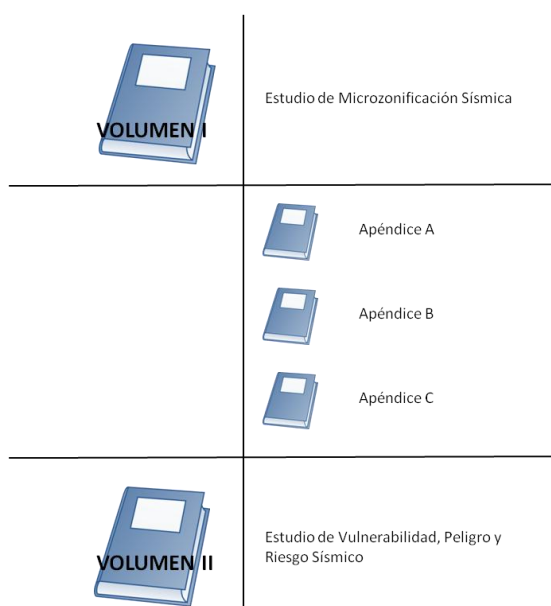 VOLUMEN I
Estudio de Microzonificación Sísmica
Apéndice A
Apéndice B
Apéndice C
VOLUMEN II
Estudio de Vulnerabilidad, Peligro y
Riesgo Sísmico